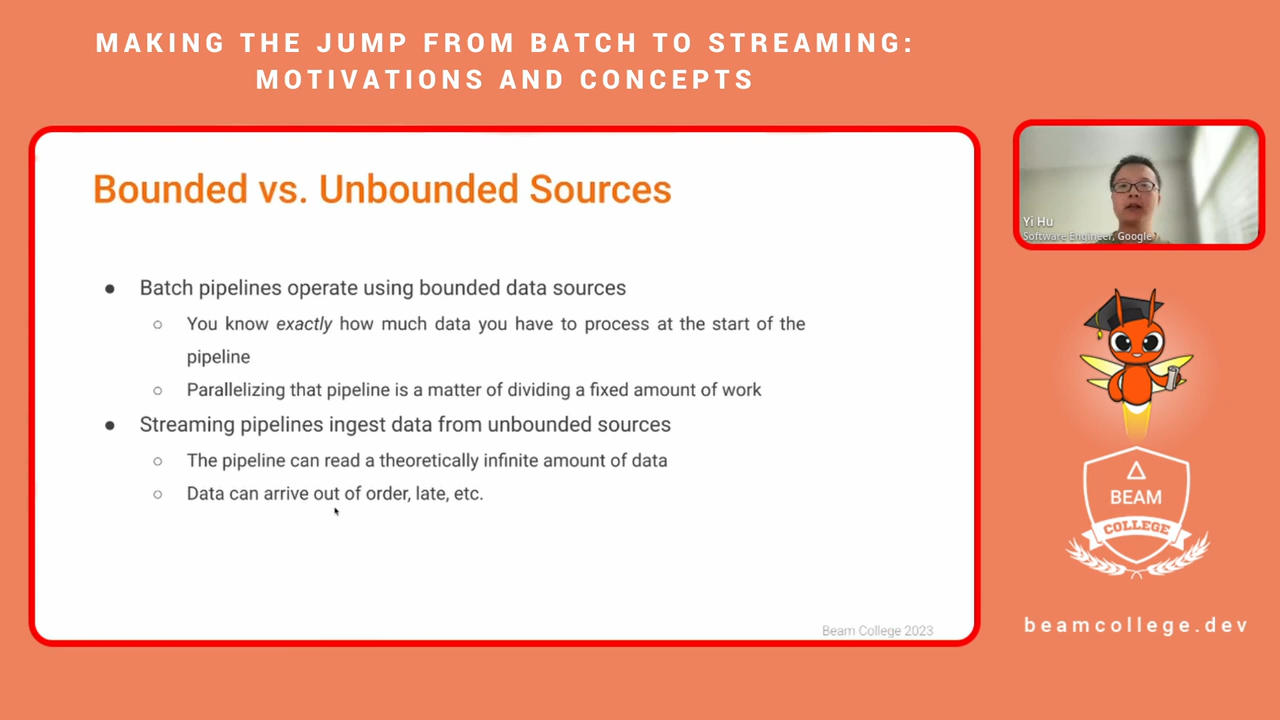 MAKING THE JUMP FROM BATCH TO STREAMING:
MOTIVATIONS AND CONCEPTS
Bounded vs. Unbounded Sources
● Batch pipelines operate using bounded data sources
○ You know exactly how much data you have to process at the start of the
pipeline
○ Parallelizing that pipeline is a matter of dividing a fixed amount of work
● Streaming pipelines ingest data from unbounded sources
○ The pipeline can read a theoretically infinite amount of data
○ Data can arrive out of order, late, etc.
Beam College 2023
Yi Hu
Software Engineer, Google
BEAM
COLLEGE
beamcollege.dev